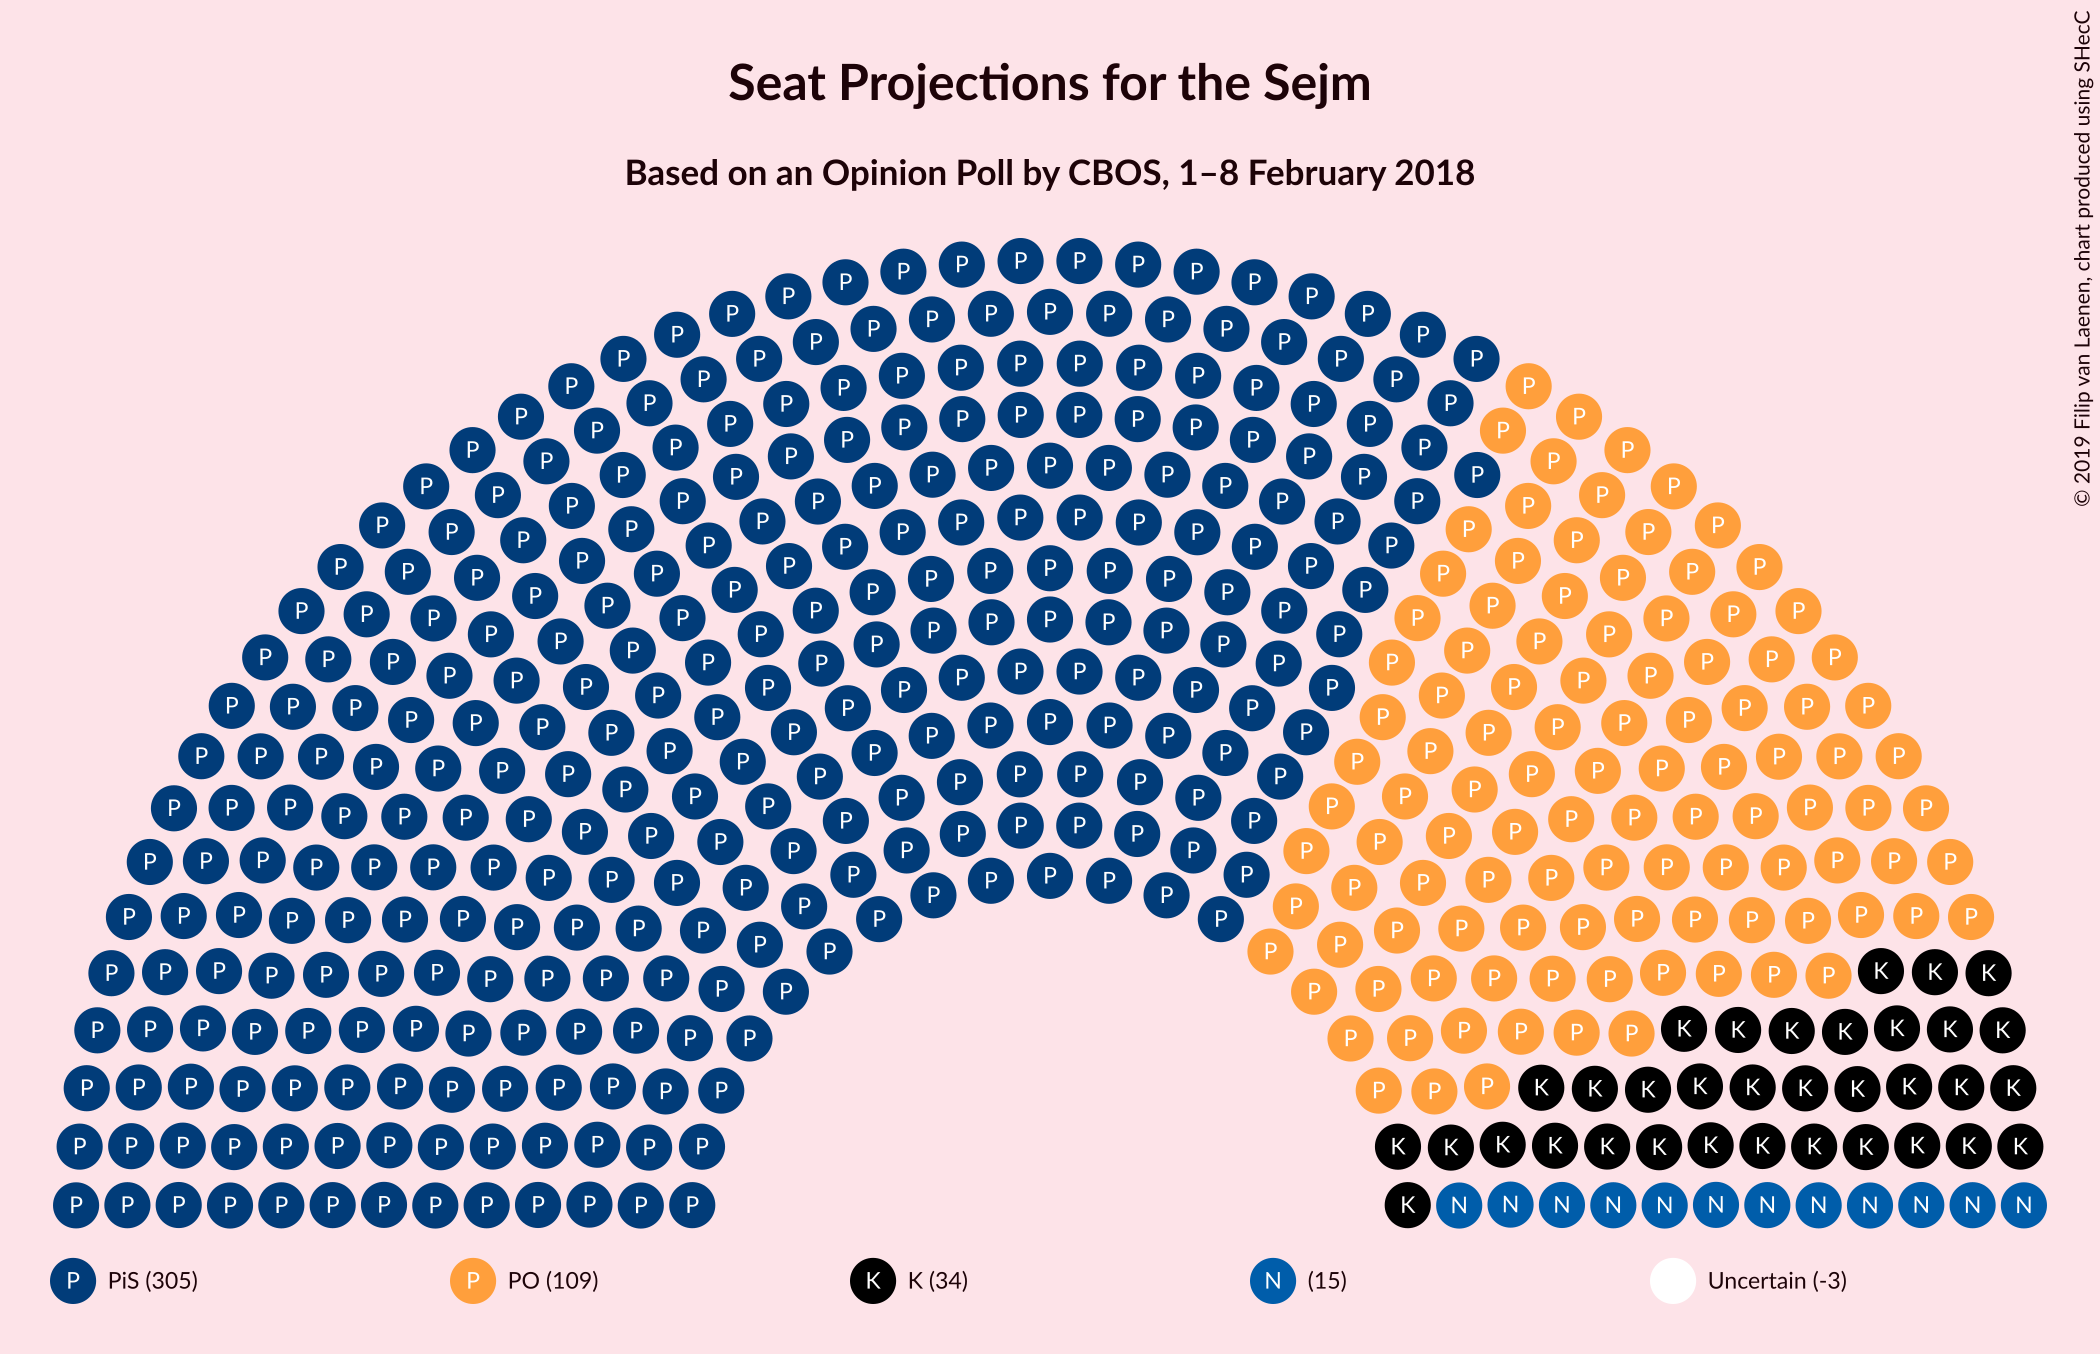 Seat Projections for the Sejm
Based on an Opinion Poll by CBOS, 1–8 February 2018
© 2019 Filip van Laenen, chart produced using SHecC
P PiS (305)
P PO (109)
K K (34)
N (15)
Uncertain (-3)